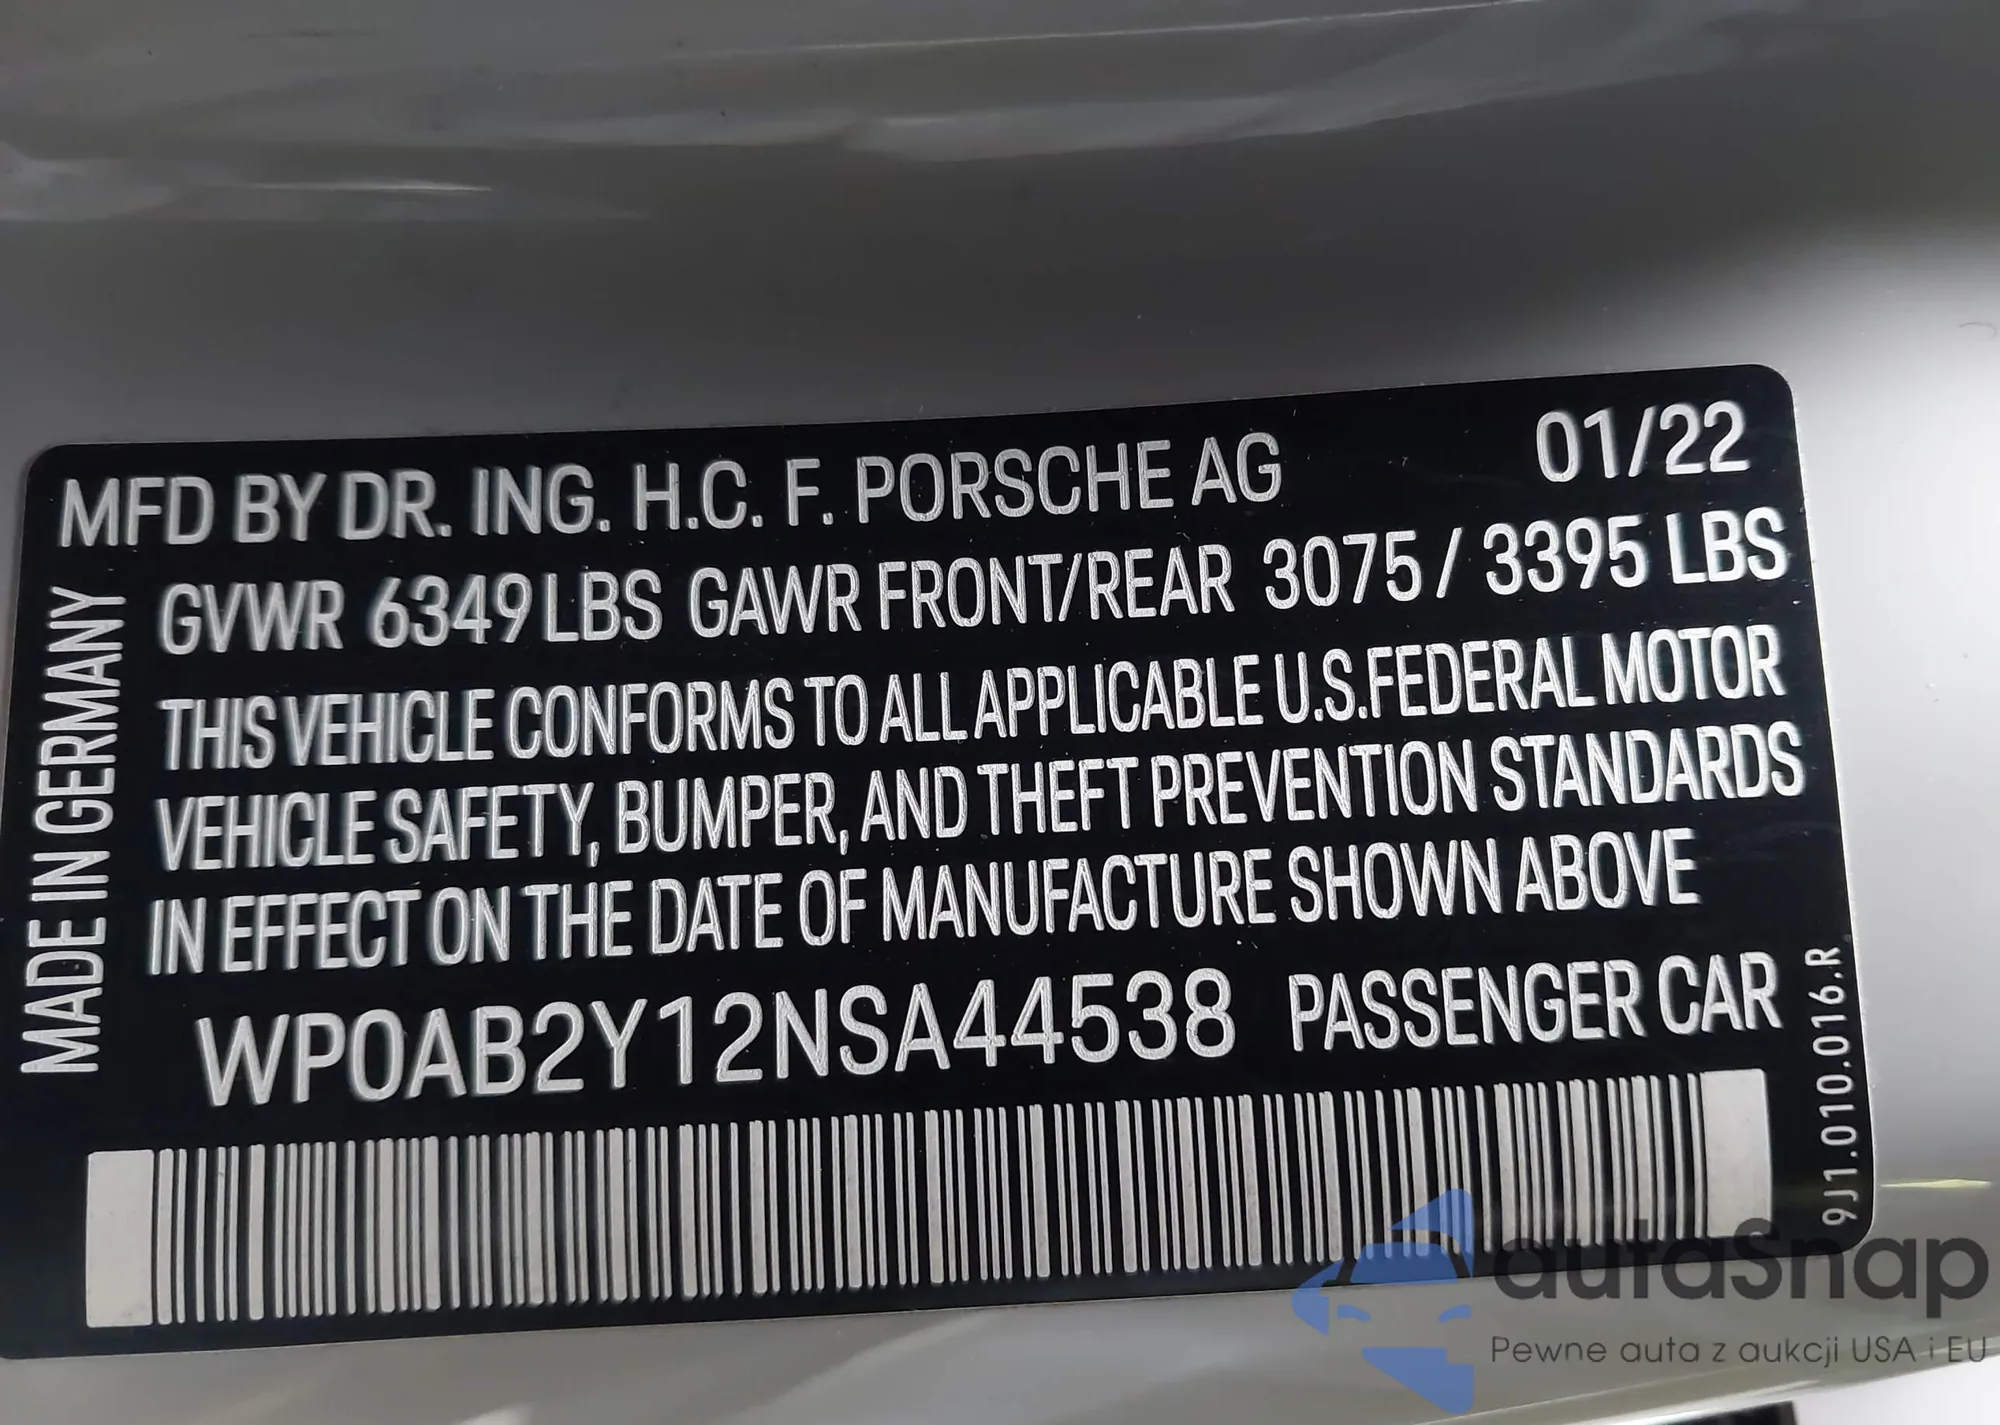 MFD BY DR. ING. H.C. F. PORSCHE AG 01/22
GVWR 6349 LBS GAWR FRONT/REAR 3075 / 3395 LBS
THIS VEHICLE CONFORMS TO ALL APPLICABLE U.S.FEDERAL MOTOR
VEHICLE SAFETY, BUMPER, AND THEFT PREVENTION STANDARDS
IN EFFECT ON THE DATE OF MANUFACTURE SHOWN ABOVE
WP0AB2Y12NSA44538 PASSENGER CAR
MADE IN GERMANY
9J1.010.016.R
autaSnap
Pewne auta z aukcji USA i EU